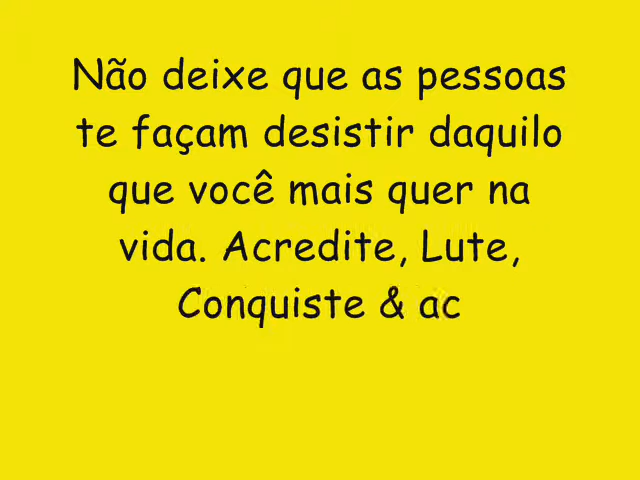 Não deixe que as pessoas
te façam desistir daquilo
que você mais quer na
vida. Acredite, Lute,
Conquiste & ac